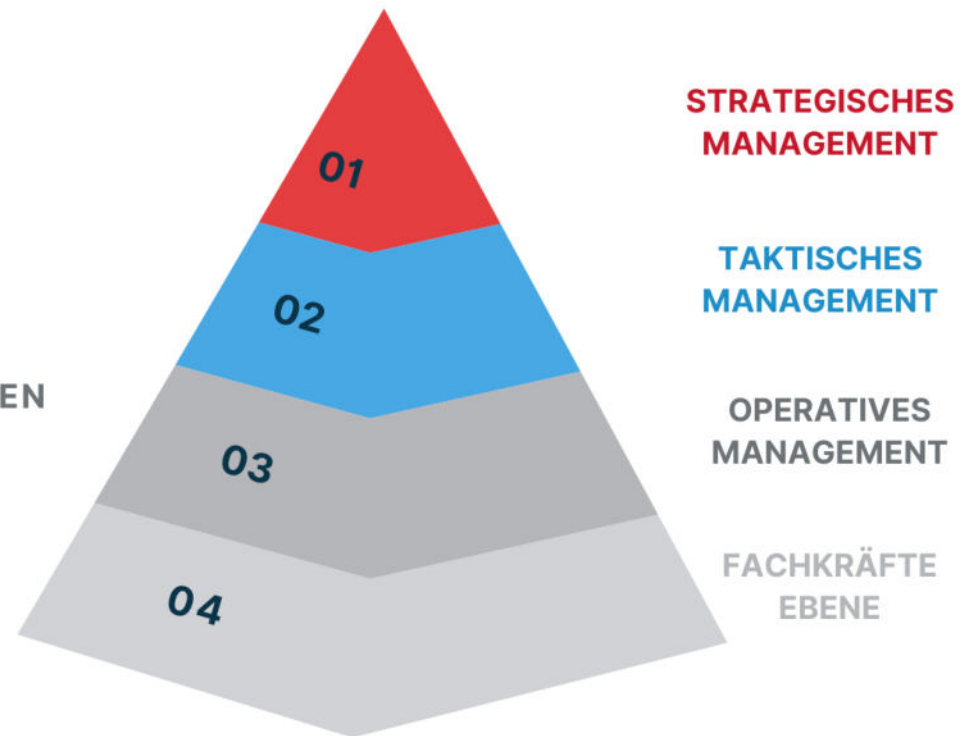 01
STRATEGISCHES
MANAGEMENT
02
TAKTISCHES
MANAGEMENT
EN
03
OPERATIVES
MANAGEMENT
04
FACHKRÄFTE
EBENE